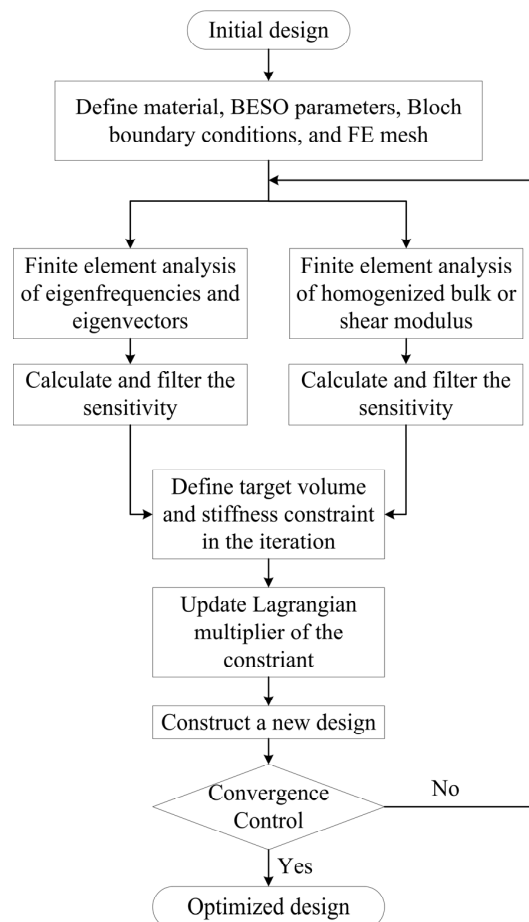 Initial design
Define material, BESO parameters, Bloch
boundary conditions, and FE mesh
Finite element analysis
of eigenfrequencies and
eigenvectors
Finite element analysis
of homogenized bulk or
shear modulus
Calculate and filter the
sensitivity
Calculate and filter the
sensitivity
Define target volume
and stiffness constraint
in the iteration
Update Lagrangian
multiplier of the
constriant
Construct a new design
Convergence
Control
No
Yes
Optimized design